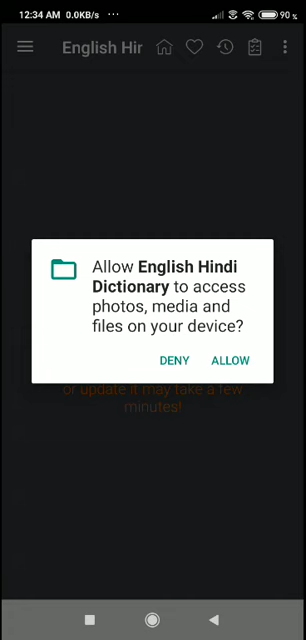 12:34 AM 0.0KB/s ··· 90 %
English Hir
Allow English Hindi
Dictionary to access
photos, media and
files on your device?
DENY ALLOW
or update it may take a few
minutes!